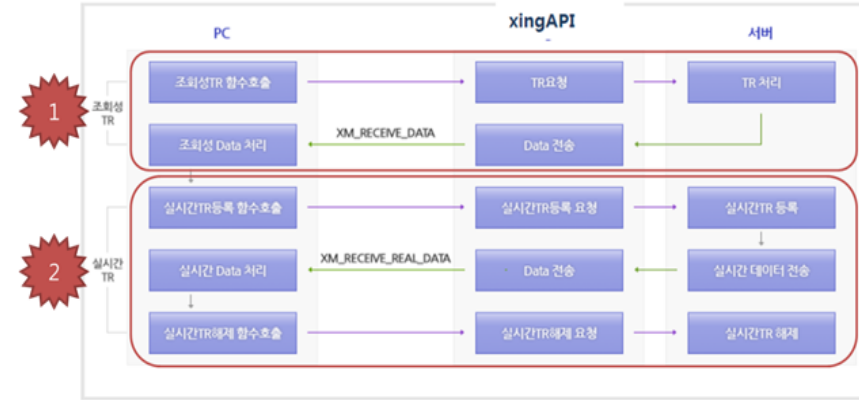 xingAPI
PC
서버
1
조회성
TR
조회성TR 함수호출
TR요청
TR 처리
XM_RECEIVE_DATA
조회성 Data 처리
Data 전송
2
실시간
TR
실시간TR등록 함수호출
실시간TR등록 요청
실시간TR 등록
XM_RECEIVE_REAL_DATA
실시간 Data 처리
Data 전송
실시간 데이터 전송
실시간TR해제 함수호출
실시간TR해제 요청
실시간TR 해제